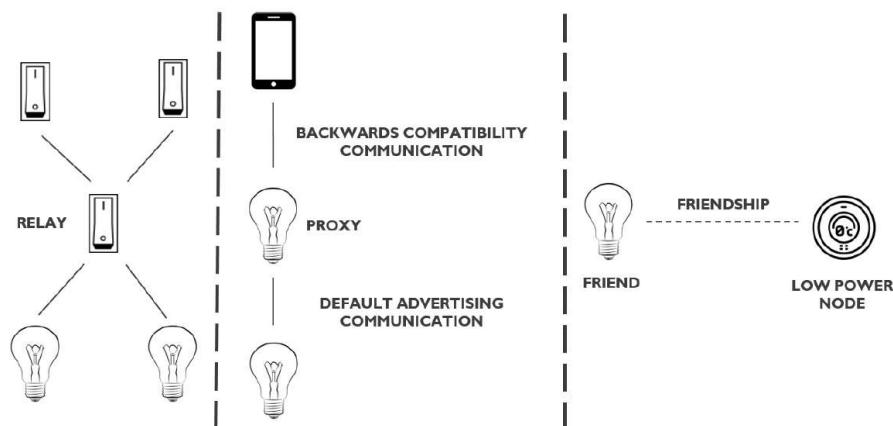 RELAY
BACKWARDS COMPATIBILITY
COMMUNICATION
PROXY
DEFAULT ADVERTISING
COMMUNICATION
FRIENDSHIP
FRIEND
0°c
LOW POWER
NODE